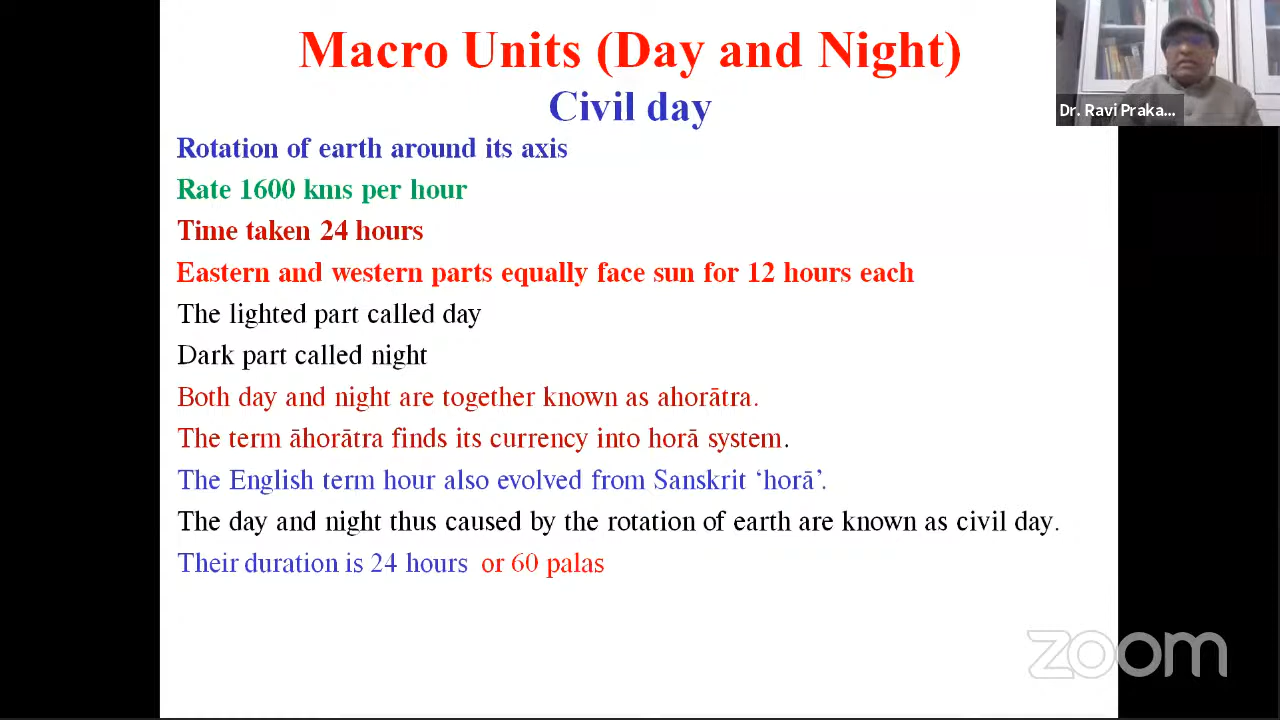 Macro Units (Day and Night)
Civil day
Dr. Ravi Praka...
Rotation of earth around its axis
Rate 1600 kms per hour
Time taken 24 hours
Eastern and western parts equally face sun for 12 hours each
The lighted part called day
Dark part called night
Both day and night are together known as ahorātra.
The term āhorātra finds its currency into horā system.
The English term hour also evolved from Sanskrit ‘horā’.
The day and night thus caused by the rotation of earth are known as civil day.
Their duration is 24 hours or 60 palas
zoom